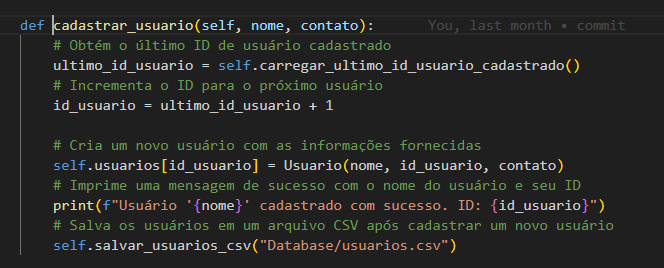 def cadastrar_usuario(self, nome, contato): You, last month • commit
# Obtém o último ID de usuário cadastrado
ultimo_id_usuario = self.carregar_ultimo_id_usuario_cadastrado()
# Incrementa o ID para o próximo usuário
id_usuario = ultimo_id_usuario + 1
# Cria um novo usuário com as informações fornecidas
self.usuarios[id_usuario] = Usuario(nome, id_usuario, contato)
# Imprime uma mensagem de sucesso com o nome do usuário e seu ID
print(f"Usuário '{nome}' cadastrado com sucesso. ID: {id_usuario}")
# Salva os usuários em um arquivo CSV após cadastrar um novo usuário
self.salvar_usuarios_csv("Database/usuarios.csv")